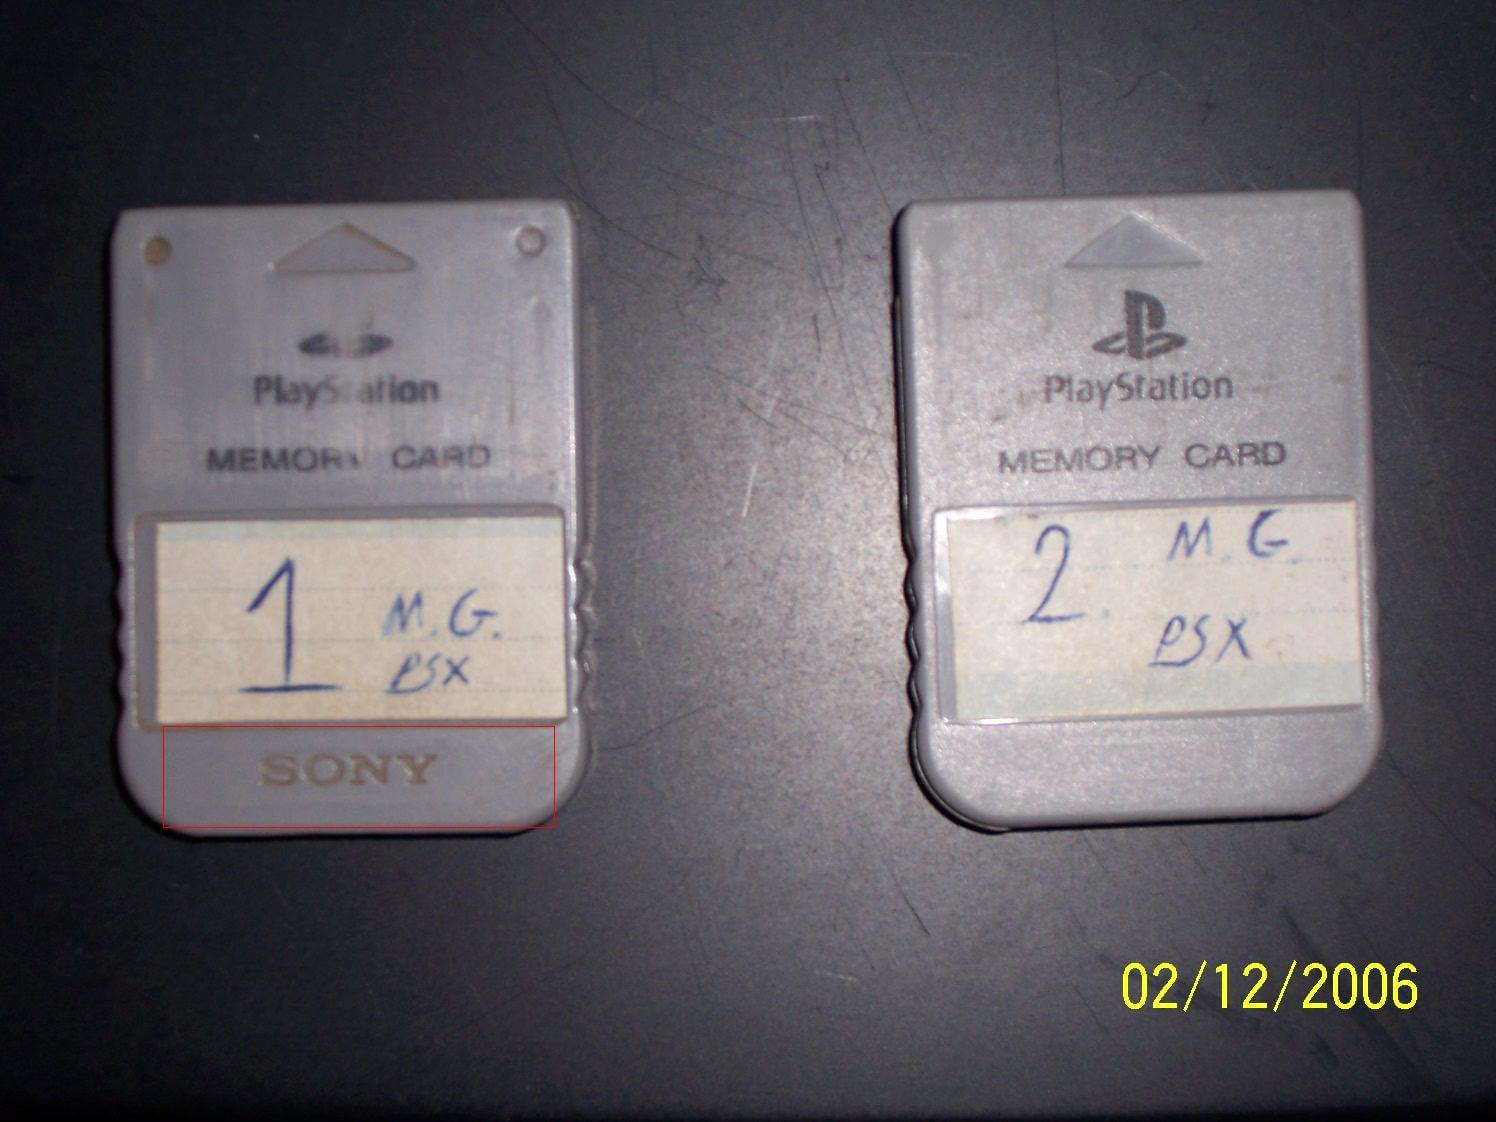 PlayStation
MEMORY CARD
1 M.G.
PSX
SONY
PlayStation
MEMORY CARD
2. M.G.
PSX
02/12/2006